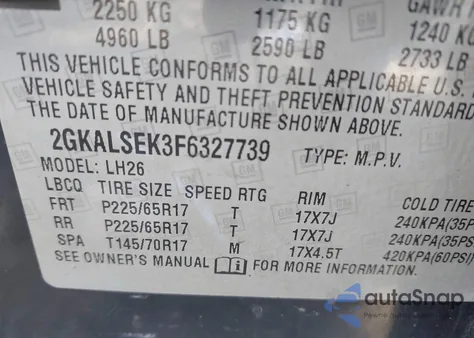 2250 KG 1175 KG 1240 KG
4960 LB 2590 LB 2733 LB
THIS VEHICLE CONFORMS TO ALL APPLICABLE U.S.
VEHICLE SAFETY AND THEFT PREVENTION STANDARD
THE DATE OF MANUFACTURE SHOWN ABOVE.
2GKALSEK3F6327739 TYPE: M.P.V.
MODEL: LH26
LBCQ TIRE SIZE SPEED RTG RIM COLD TIRE
FRT P225/65R17 T 17X7J 240KPA(35P
RR P225/65R17 T 17X7J 240KPA(35PS
SPA T145/70R17 M 17X4.5T 420KPA(60PSI)
SEE OWNER'S MANUAL FOR MORE INFORMATION.
autoSnap